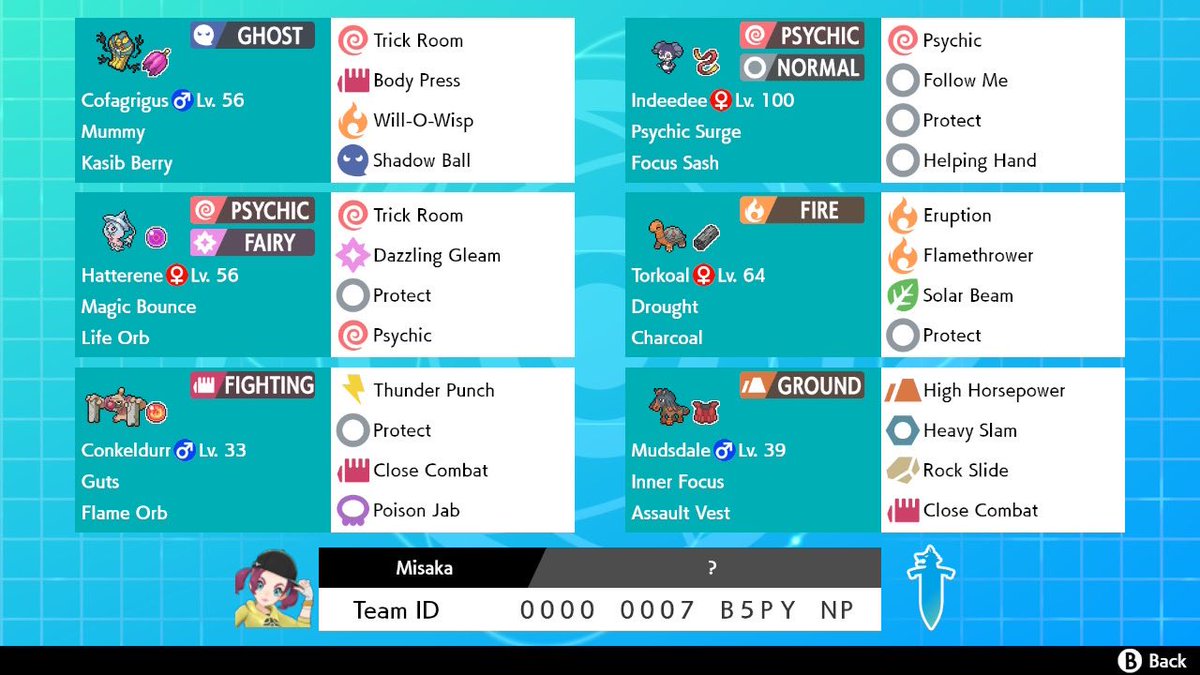 GHOST
Cofagrigus ♂ Lv. 56
Mummy
Kasib Berry
Trick Room
Body Press
Will-O-Wisp
Shadow Ball
PSYCHIC
NORMAL
Indeedee ♀ Lv. 100
Psychic Surge
Focus Sash
Psychic
Follow Me
Protect
Helping Hand
PSYCHIC
FAIRY
Hatterene ♀ Lv. 56
Magic Bounce
Life Orb
Trick Room
Dazzling Gleam
Protect
Psychic
FIRE
Torkoal ♀ Lv. 64
Drought
Charcoal
Eruption
Flamethrower
Solar Beam
Protect
FIGHTING
Conkeldurr ♂ Lv. 33
Guts
Flame Orb
Thunder Punch
Protect
Close Combat
Poison Jab
GROUND
Mudsdale ♂ Lv. 39
Inner Focus
Assault Vest
High Horsepower
Heavy Slam
Rock Slide
Close Combat
Misaka ?
Team ID 0000 0007 B5PY NP
B Back